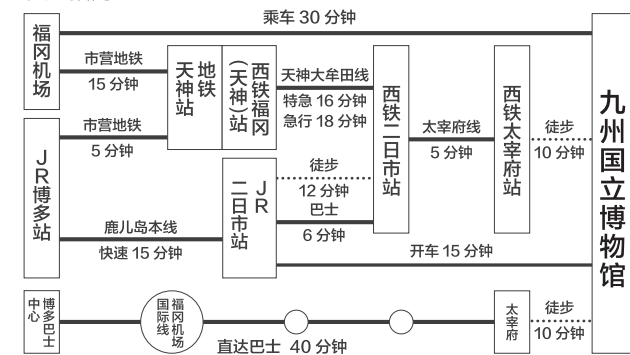 乘车 30 分钟
福冈机场
市营地铁
15 分钟
地铁
天神站
西铁福冈
(天神)站
天神大牟田线
特急 16 分钟
急行 18 分钟
西铁二日市站
太宰府线
5 分钟
西铁太宰府站
徒步
10 分钟
九州国立博物馆
JR博多站
市营地铁
5 分钟
鹿儿岛本线
快速 15 分钟
JR
二日市站
徒步
12 分钟
巴士
6 分钟
开车 15 分钟
博多巴士
中心
福冈机场
国际线
直达巴士 40 分钟
太宰府
徒步
10 分钟